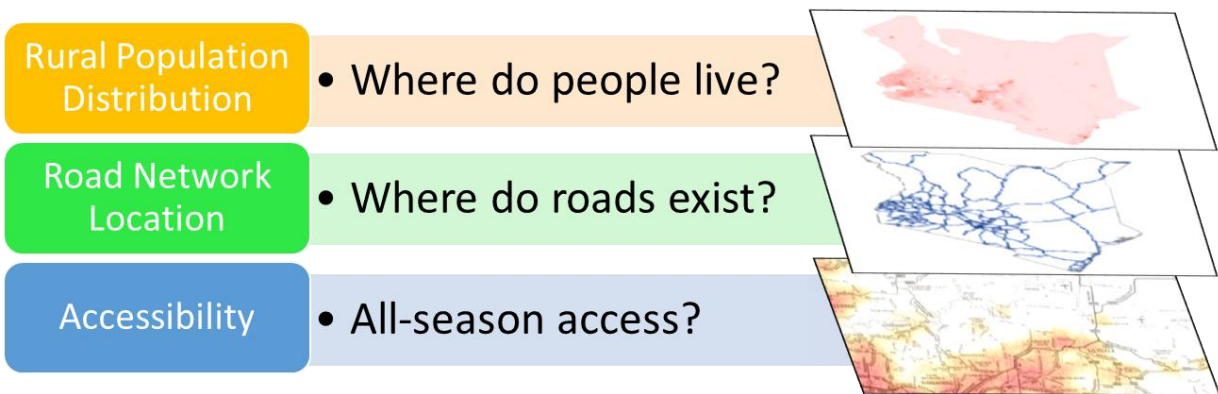 Rural Population
Distribution
• Where do people live?
Road Network
Location
• Where do roads exist?
Accessibility
• All-season access?